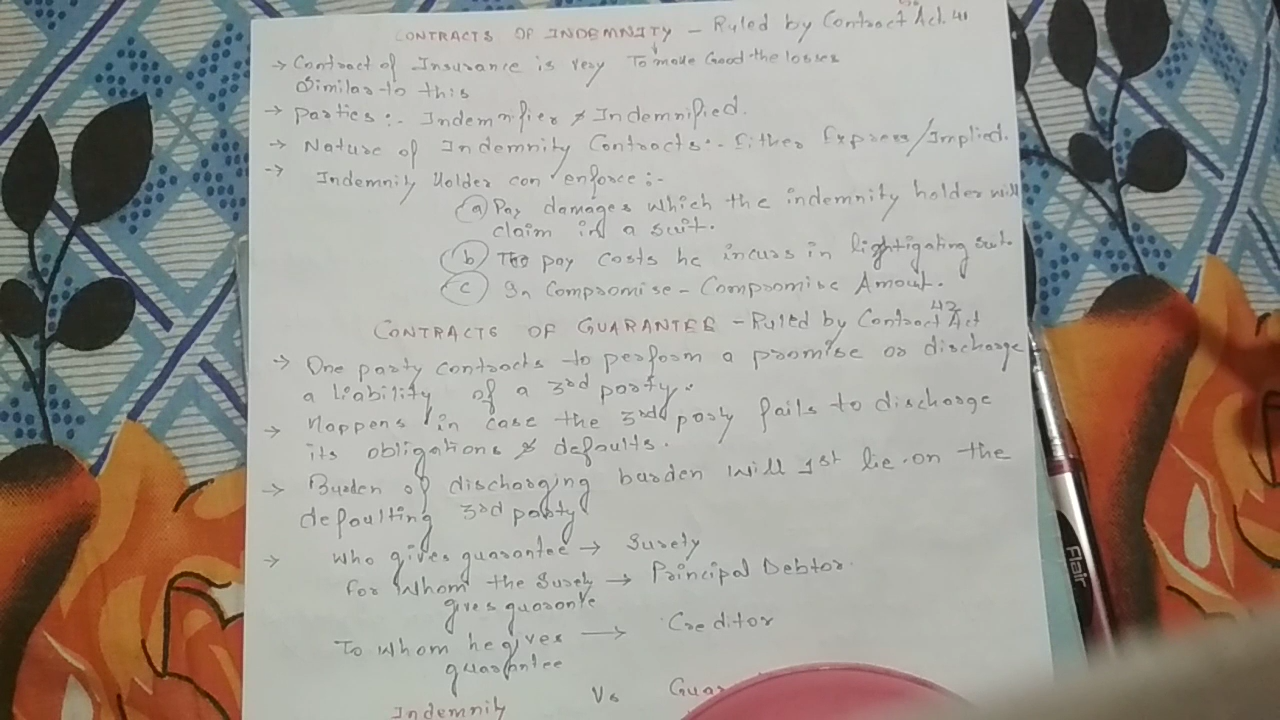 CONTRACTS OF INDEMNITY - Ruled by Contract Act.
→ Contract of Insurance is very To make Good the losses
Similar to this
→ Parties :- Indemnifier & Indemnified.
→ Nature of Indemnity Contracts :- Either Express/Implied.
→ Indemnity Holder can enforce :-
(a) Pay damages which the indemnity holder will
claim in a suit.
(b) To pay costs he incurs in lightigating suit.
(c) In Compromise - Compromise Amount.
CONTRACTS OF GUARANTEE - Ruled by Contract Act
→ One party contracts to perform a promise or discharge
a liability of a 3rd party.
→ Happens in case the 3rd party fails to discharge
its obligations & defaults.
→ Burden of discharging burden will 1st lie on the
defaulting 3rd party
→ Who gives guarantee → Surety
For Whom the Surety → Principal Debtor.
gives guarante
To whom he gives → Creditor
guarantee
Indemnity Vs
Flair